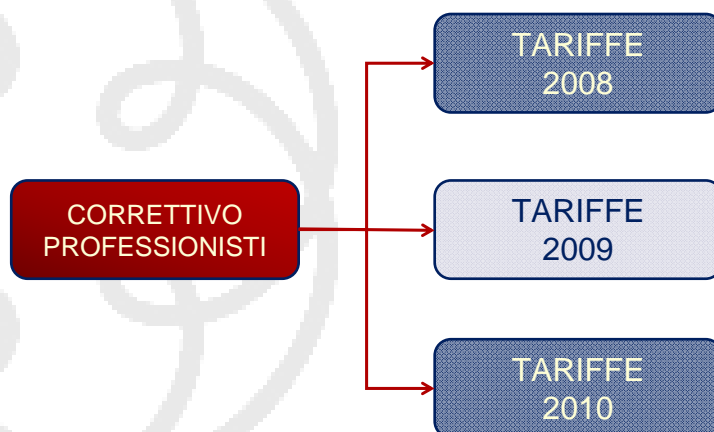 TARIFFE
2008
CORRETTIVO
PROFESSIONISTI
TARIFFE
2009
TARIFFE
2010